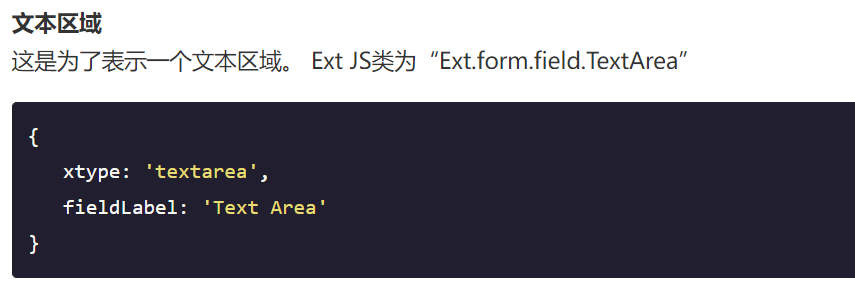 文本区域
这是为了表示一个文本区域。 Ext JS类为“Ext.form.field.TextArea”
{
xtype: 'textarea',
fieldLabel: 'Text Area'
}